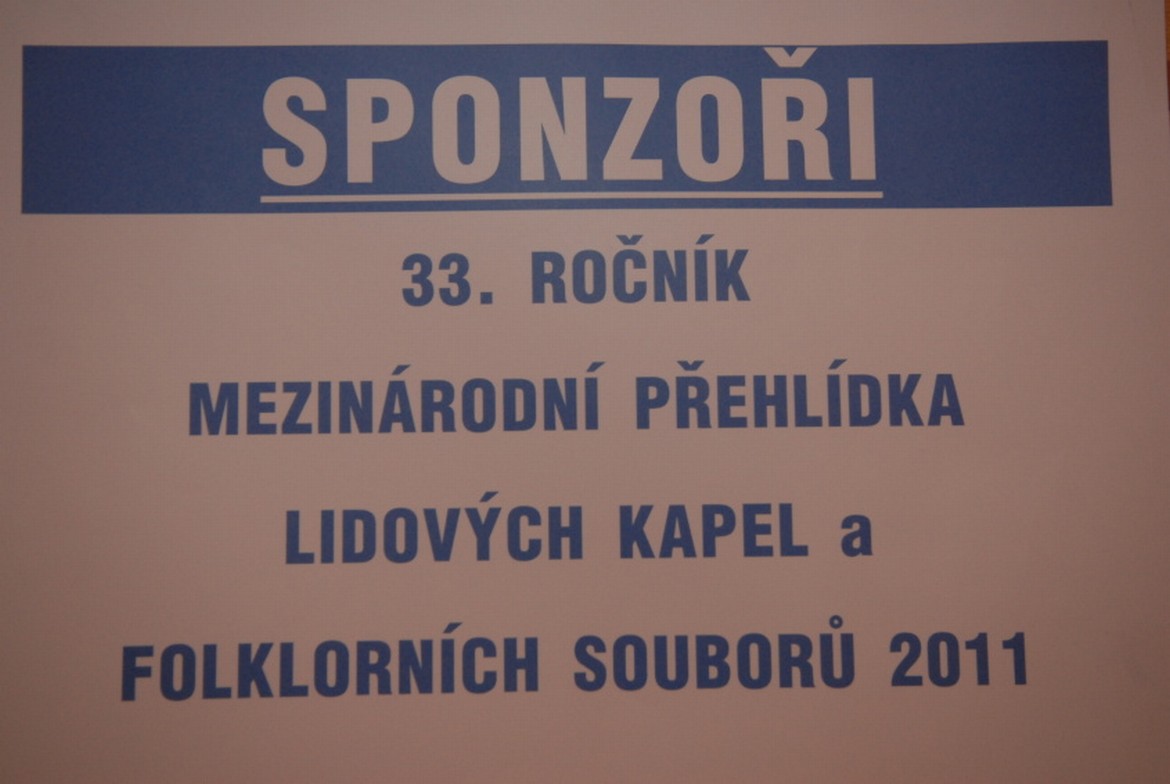 SPONZOŘI
33. ROČNÍK
MEZINÁRODNÍ PŘEHLÍDKA
LIDOVÝCH KAPEL a
FOLKLORNÍCH SOUBORŮ 2011